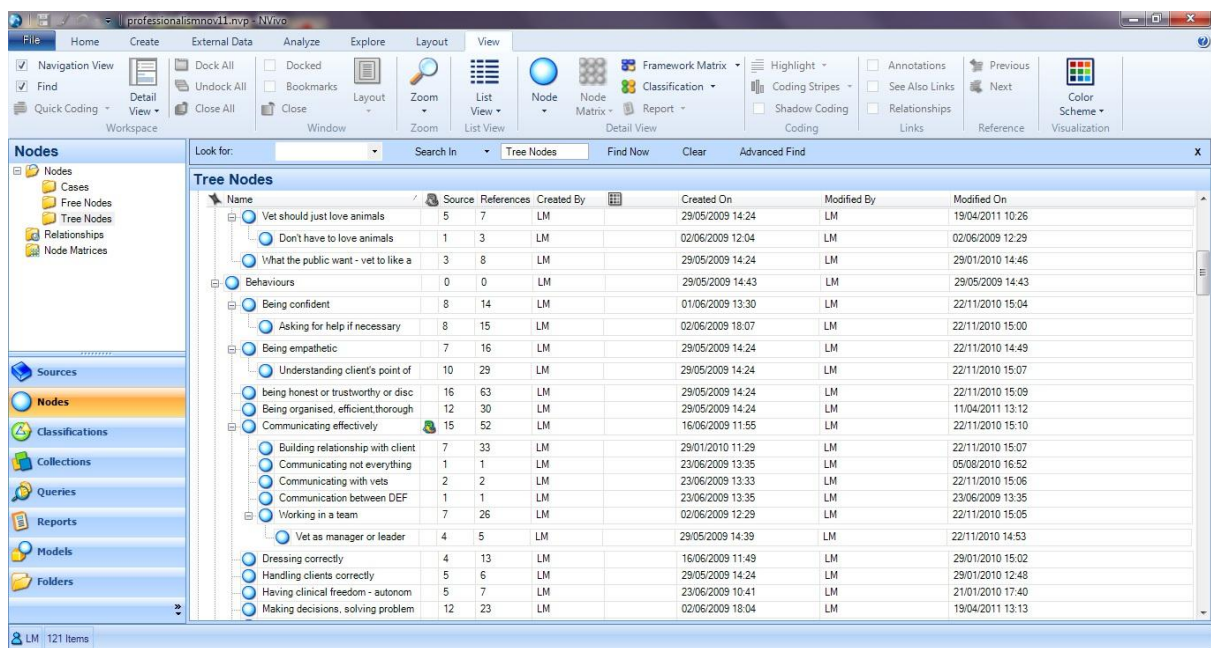 professionalismnov11.nvp - NVivo
File Home Create External Data Analyze Explore Layout View
Navigation View Dock All Docked Framework Matrix Highlight Annotations Previous
Find Undock All Bookmarks Classification Coding Stripes See Also Links Next
Quick Coding Detail View Close All Close Layout Zoom List View Node Node Matrix Report Shadow Coding Relationships Color Scheme
Workspace Window Zoom List View Detail View Coding Links Reference Visualization
Nodes Look for: Search In Tree Nodes Find Now Clear Advanced Find x
Nodes
Cases
Free Nodes
Tree Nodes
Relationships
Node Matrices
Sources
Nodes
Classifications
Collections
Queries
Reports
Models
Folders
Tree Nodes
Name Source References Created By Created On Modified By Modified On
Vet should just love animals 5 7 LM 29/05/2009 14:24 LM 19/04/2011 10:26
Don't have to love animals 1 3 LM 02/06/2009 12:04 LM 02/06/2009 12:29
What the public want - vet to like a 3 8 LM 29/05/2009 14:24 LM 29/01/2010 14:46
Behaviours 0 0 LM 29/05/2009 14:43 LM 29/05/2009 14:43
Being confident 8 14 LM 01/06/2009 13:30 LM 22/11/2010 15:04
Asking for help if necessary 8 15 LM 02/06/2009 18:07 LM 22/11/2010 15:00
Being empathetic 7 16 LM 29/05/2009 14:24 LM 22/11/2010 14:49
Understanding client's point of 10 29 LM 29/05/2009 14:24 LM 22/11/2010 15:07
being honest or trustworthy or disc 16 63 LM 29/05/2009 14:24 LM 22/11/2010 15:09
Being organised, efficient,thorough 12 30 LM 29/05/2009 14:24 LM 11/04/2011 13:12
Communicating effectively 15 52 LM 16/06/2009 11:55 LM 22/11/2010 15:10
Building relationship with client 7 33 LM 29/01/2010 11:29 LM 22/11/2010 15:07
Communicating not everything 1 1 LM 23/06/2009 13:35 LM 05/08/2010 16:52
Communicating with vets 2 2 LM 23/06/2009 13:33 LM 22/11/2010 15:06
Communication between DEF 1 1 LM 23/06/2009 13:35 LM 23/06/2009 13:35
Working in a team 7 26 LM 02/06/2009 12:29 LM 22/11/2010 15:05
Vet as manager or leader 4 5 LM 29/05/2009 14:39 LM 22/11/2010 14:53
Dressing correctly 4 13 LM 16/06/2009 11:49 LM 29/01/2010 15:02
Handling clients correctly 5 6 LM 29/05/2009 14:24 LM 29/01/2010 12:48
Having clinical freedom - autonom 5 7 LM 23/06/2009 10:41 LM 21/01/2010 17:40
Making decisions, solving problem 12 23 LM 02/06/2009 18:04 LM 19/04/2011 13:13
LM 121 Items